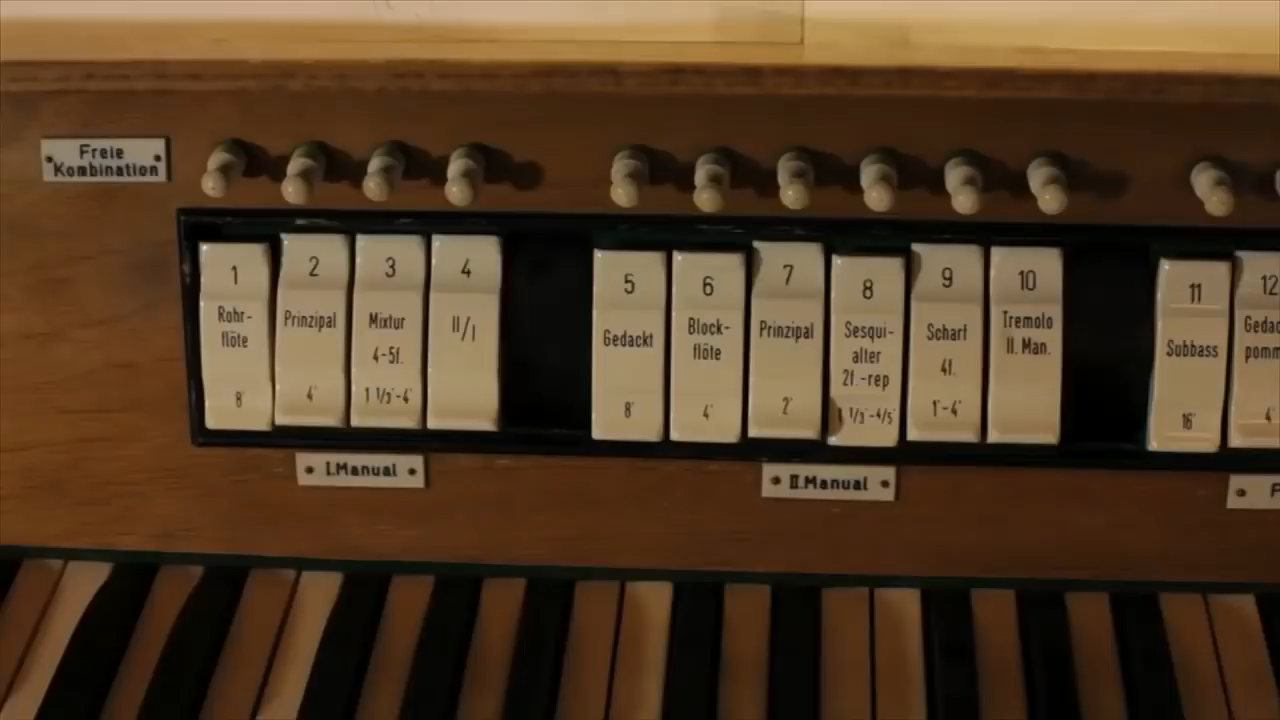 Freie
Kombination
1
Rohr-
flöte
8'
2
Prinzipal
4'
3
Mixtur
4-5f.
1 1/3'-4'
4
II/I
5
Gedackt
8'
6
Block-
flöte
4'
7
Prinzipal
2'
8
Sesqui-
alter
2f.-rep
1 1/3'-4/5'
9
Scharf
4f.
1'-4'
10
Tremolo
II. Man.
11
Subbass
16'
12
4'
I.Manual
II.Manual